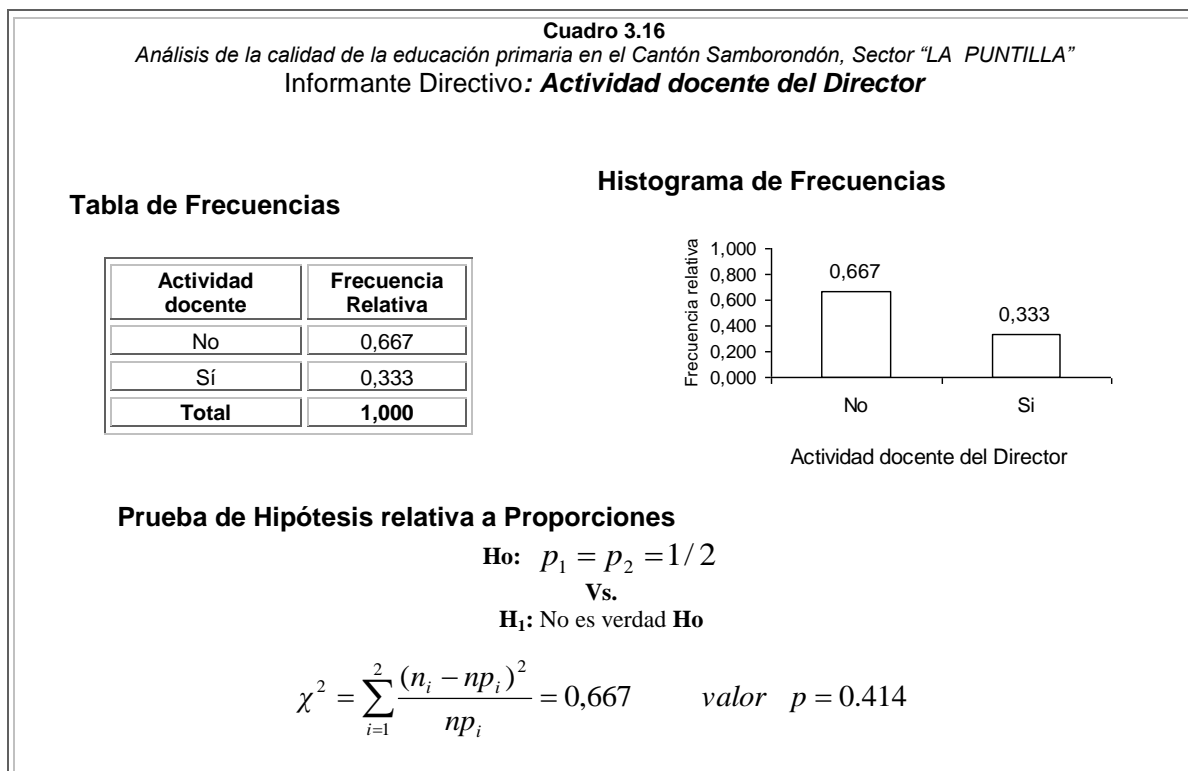 Cuadro 3.16
Análisis de la calidad de la educación primaria en el Cantón Samborondón, Sector “LA PUNTILLA”
Informante Directivo: Actividad docente del Director
Tabla de Frecuencias
Actividad docente | Frecuencia Relativa
No | 0,667
Sí | 0,333
Total | 1,000
Histograma de Frecuencias
Frecuencia relativa
1,000
0,800
0,600
0,400
0,200
0,000
0,667
0,333
No
Si
Actividad docente del Director
Prueba de Hipótesis relativa a Proporciones
Ho: p₁ = p₂ = 1/2
Vs.
H₁: No es verdad Ho
χ² = ∑_{i=1}^{2} (nᵢ − npᵢ)² / npᵢ = 0,667 valor p = 0.414